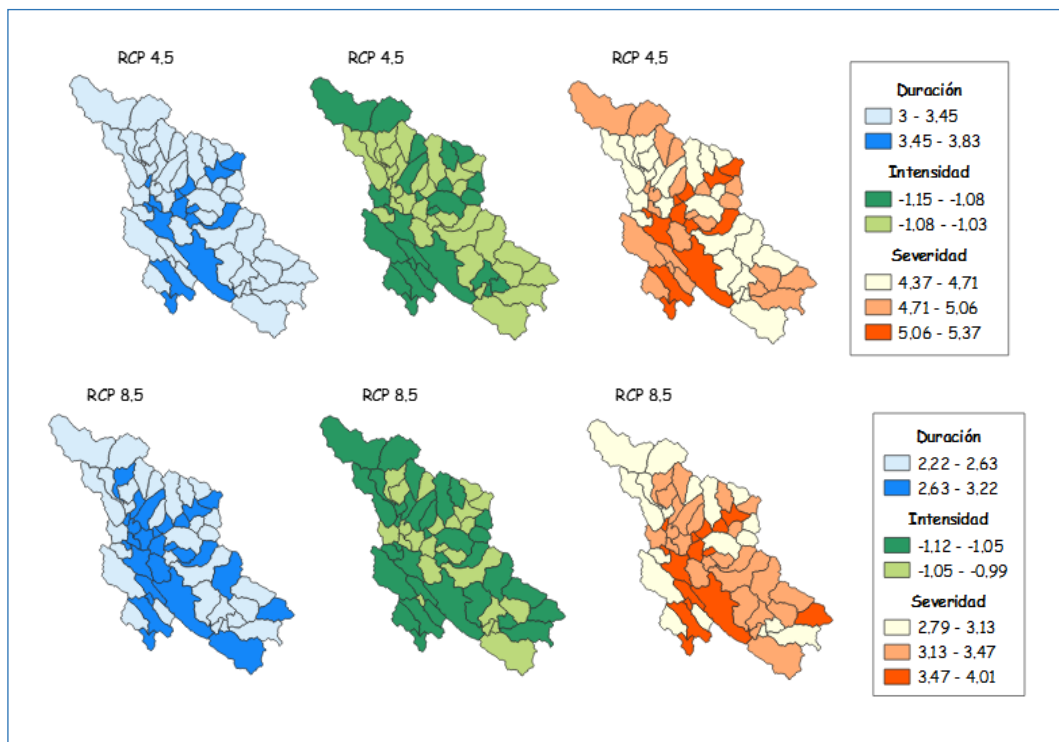 RCP 4,5
RCP 4,5
RCP 4,5
Duración
3 - 3,45
3,45 - 3,83
Intensidad
-1,15 - -1,08
-1,08 - -1,03
Severidad
4,37 - 4,71
4,71 - 5,06
5,06 - 5,37
RCP 8,5
RCP 8,5
RCP 8,5
Duración
2,22 - 2,63
2,63 - 3,22
Intensidad
-1,12 - -1,05
-1,05 - -0,99
Severidad
2,79 - 3,13
3,13 - 3,47
3,47 - 4,01